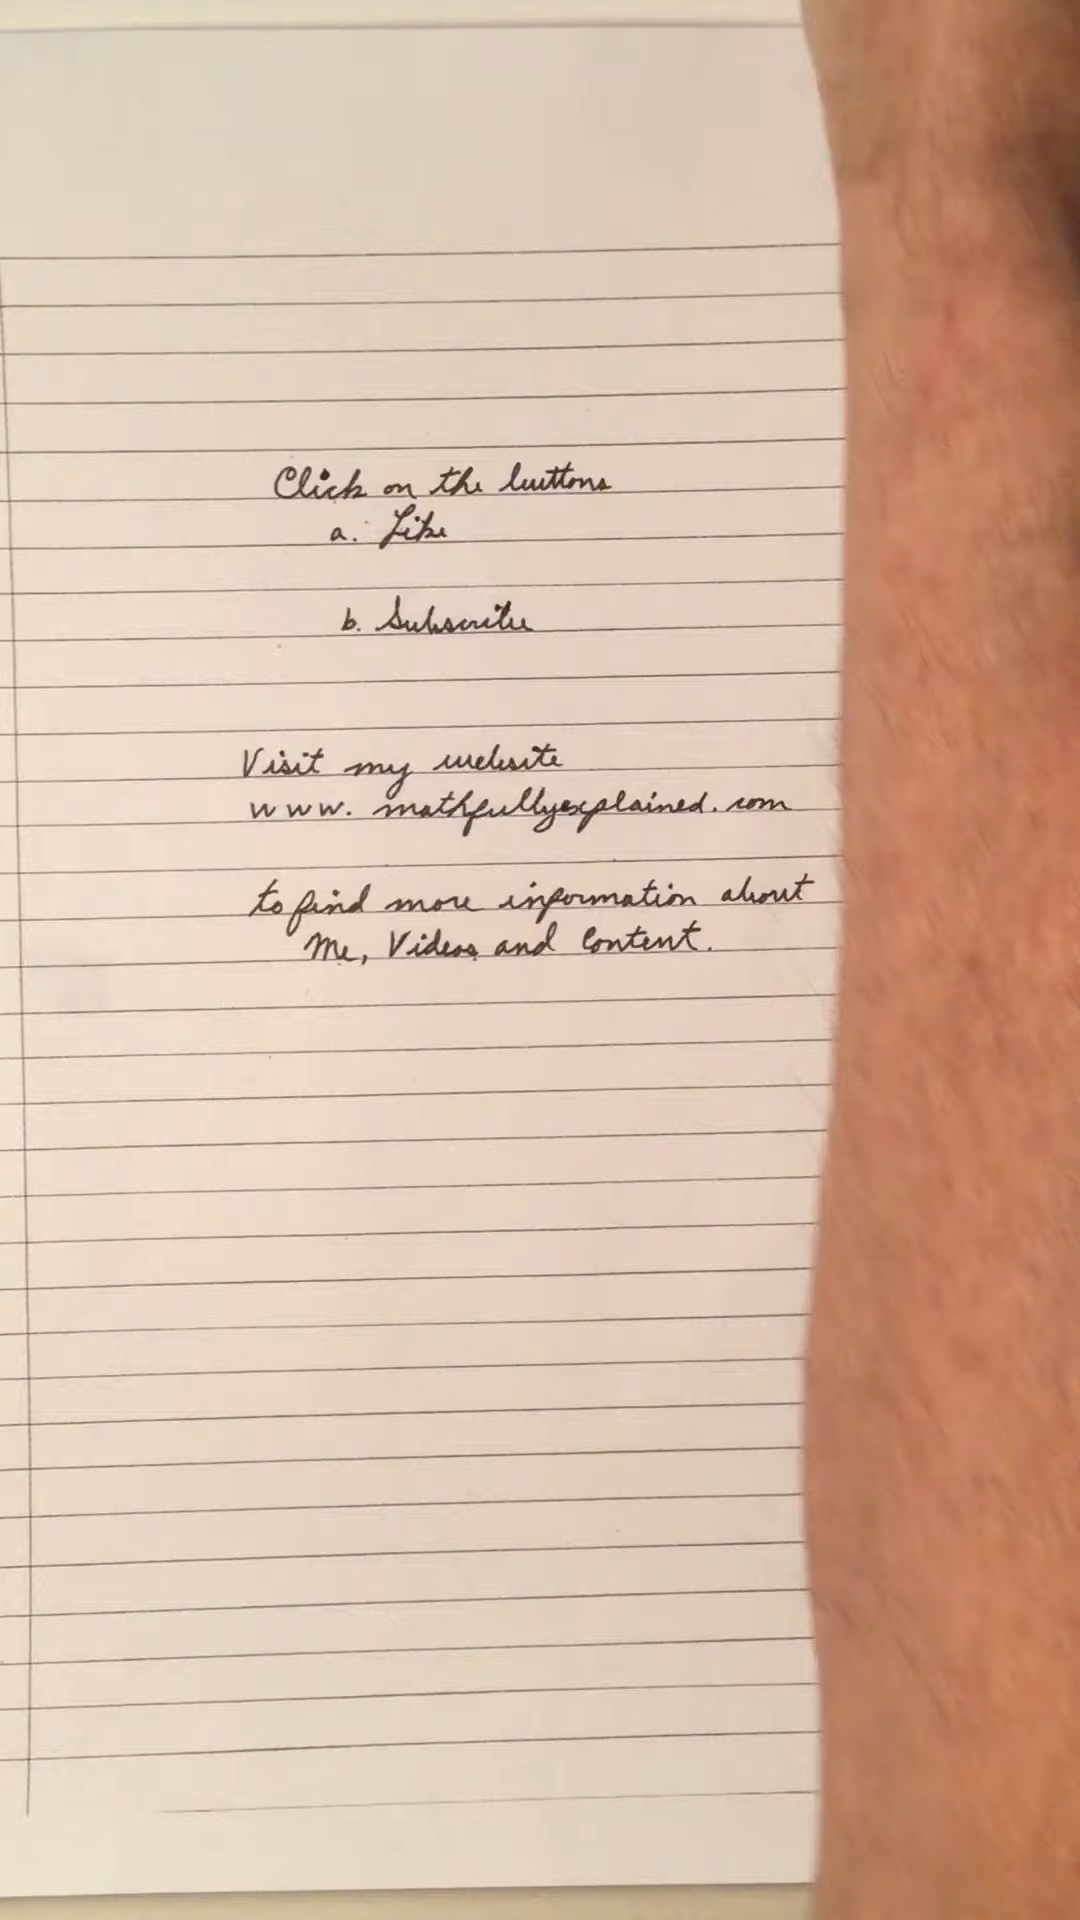 Click on the buttons
a. Like
b. Subscribe
Visit my website
www.mathfullyexplained.com
to find more information about
Me, Videos and Content.